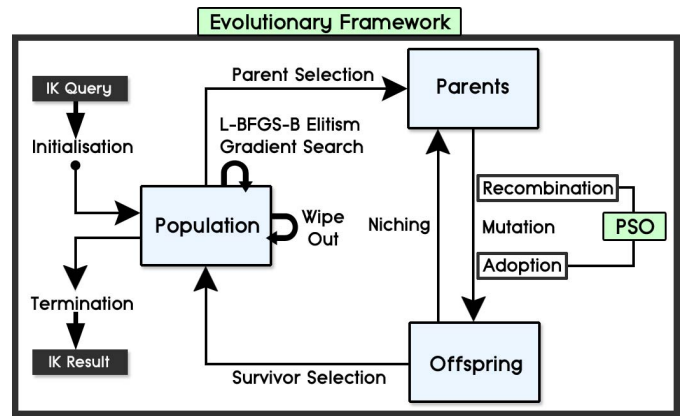 Evolutionary Framework
IK Query
Initialisation
Parent Selection
Parents
L-BFGS-B Elitism
Gradient Search
Population
Wipe
Out
Niching
Recombination
Mutation
PSO
Adoption
Termination
IK Result
Survivor Selection
Offspring